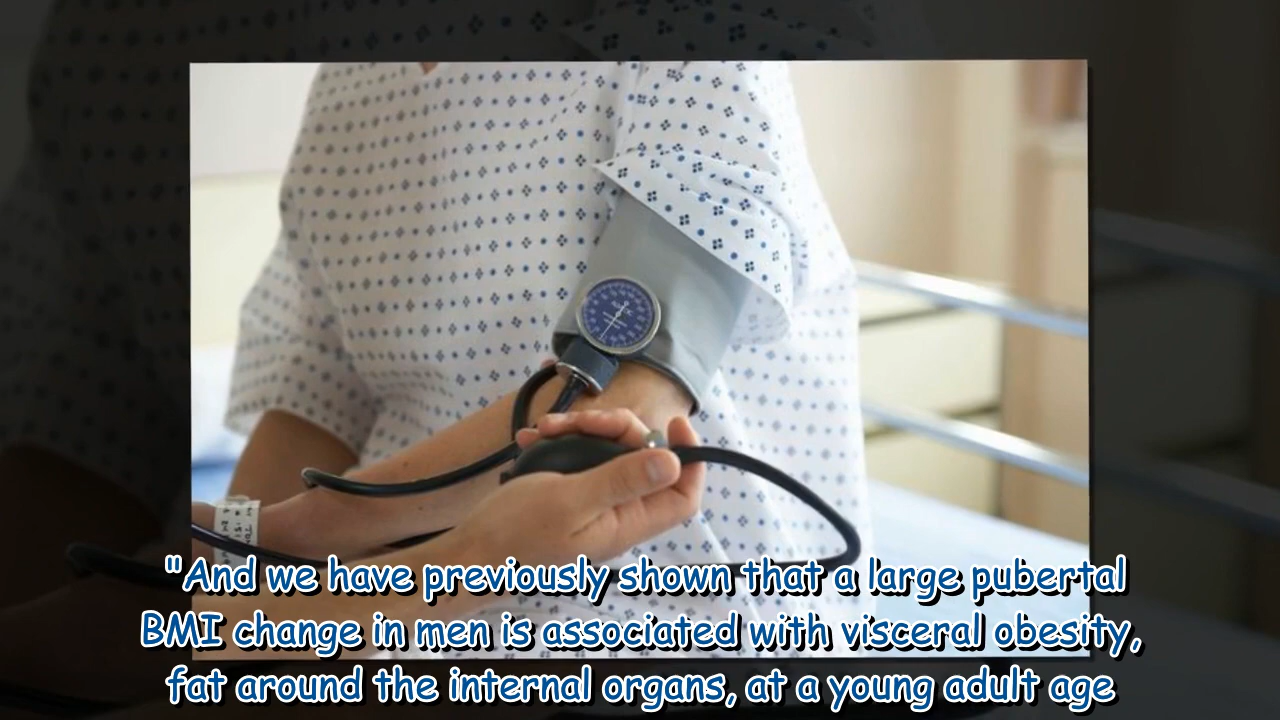 "And we have previously shown that a large pubertal
BMI change in men is associated with visceral obesity,
fat around the internal organs, at a young adult age